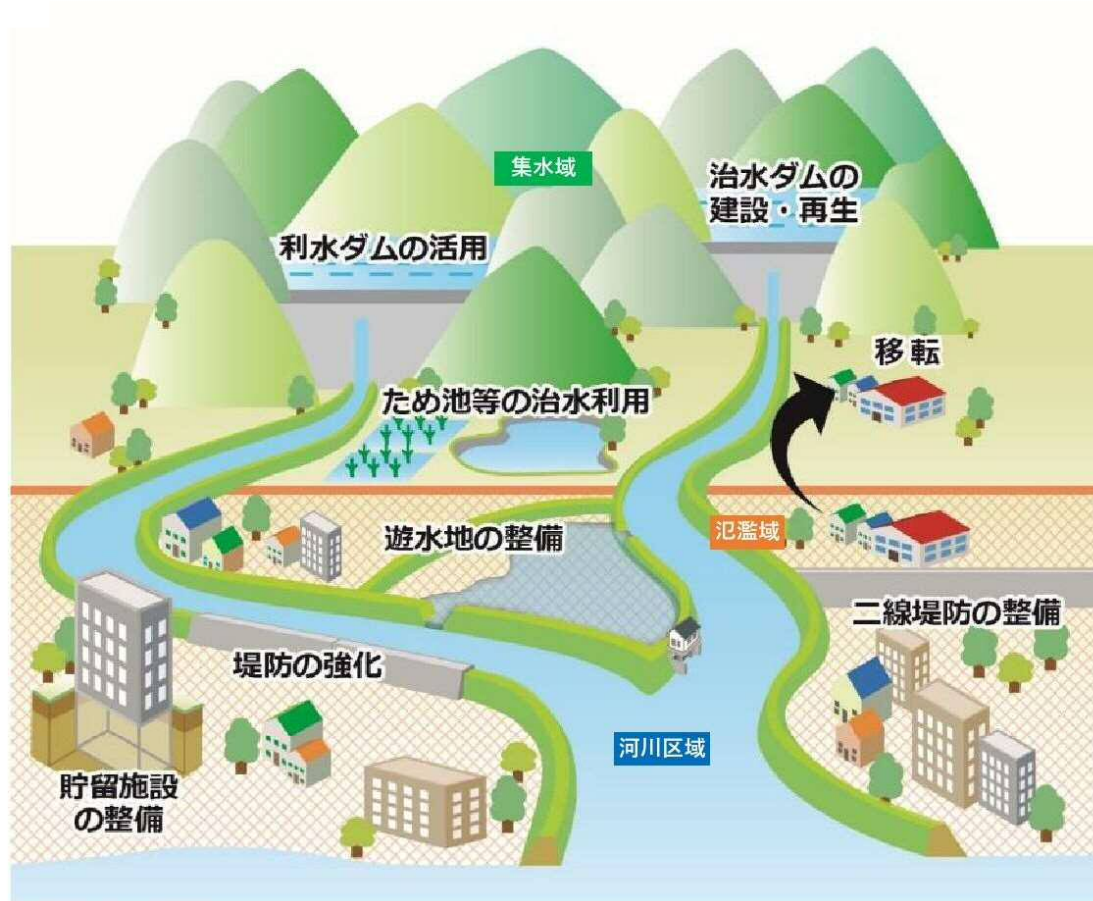 集水域
治水ダムの
建設・再生
利水ダムの活用
移転
ため池等の治水利用
氾濫域
遊水地の整備
二線堤防の整備
堤防の強化
河川区域
貯留施設
の整備